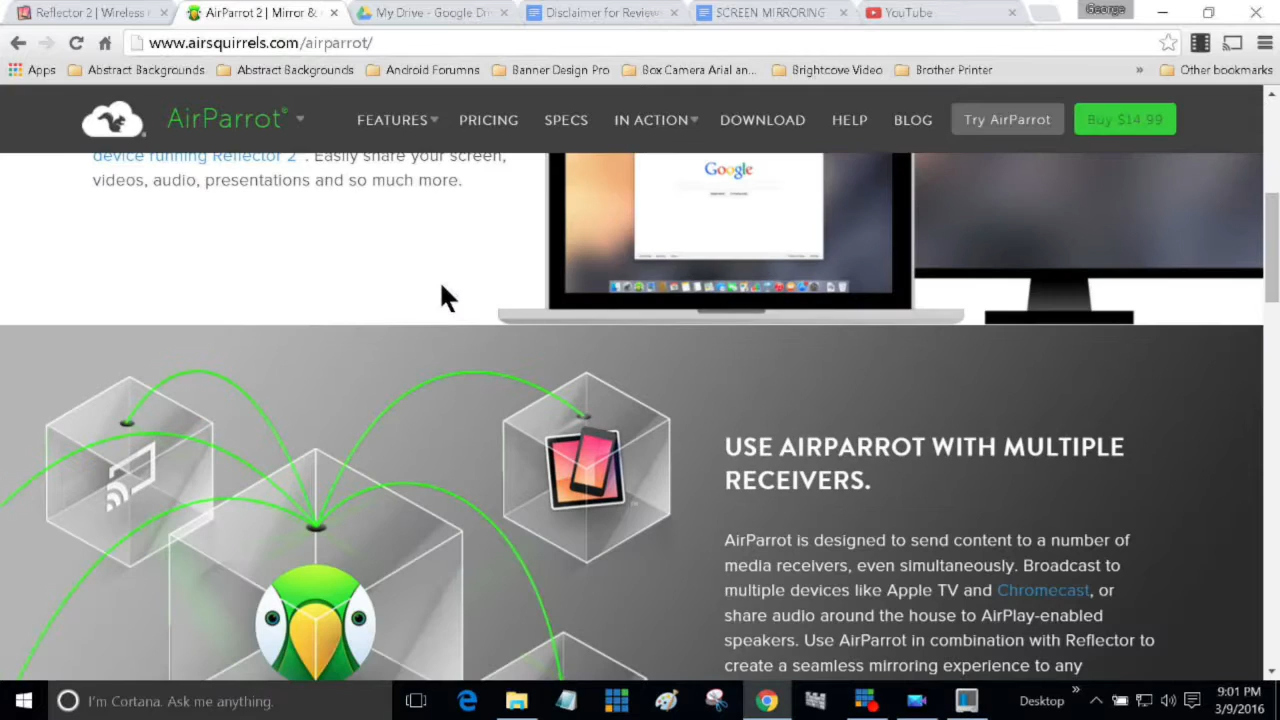 Reflector 2 | Wireless
AirParrot 2 | Mirror &
My Drive - Google Dri
Disclaimer for Review
SCREEN MIRRORING
YouTube
George
www.airsquirrels.com/airparrot/
Apps
Abstract Backgrounds
Abstract Backgrounds
Android Forumns
Banner Design Pro
Box Camera Arial an...
Brightcove Video
Brother Printer
»
Other bookmarks
AirParrot®
FEATURES
PRICING
SPECS
IN ACTION
DOWNLOAD
HELP
BLOG
Try AirParrot
Buy $14.99
device running Reflector 2 . Easily share your screen,
videos, audio, presentations and so much more.
Google
USE AIRPARROT WITH MULTIPLE
RECEIVERS.
AirParrot is designed to send content to a number of
media receivers, even simultaneously. Broadcast to
multiple devices like Apple TV and Chromecast, or
share audio around the house to AirPlay-enabled
speakers. Use AirParrot in combination with Reflector to
create a seamless mirroring experience to any
I'm Cortana. Ask me anything.
Desktop
»
9:01 PM
3/9/2016